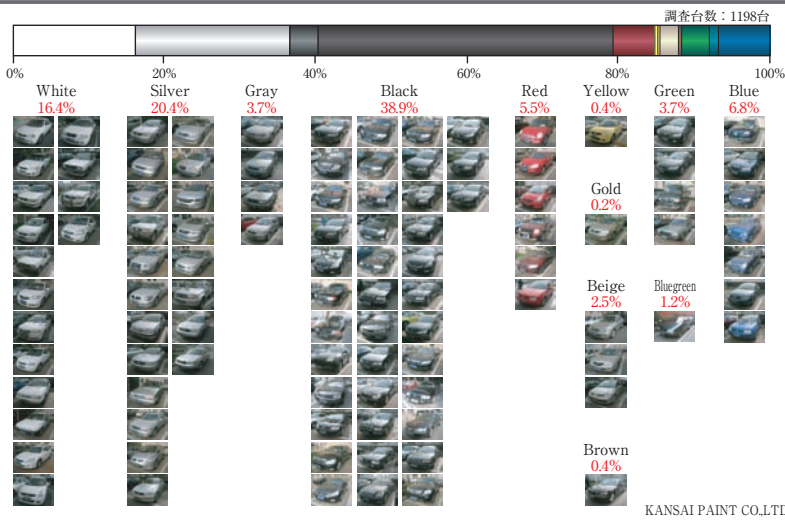 調査台数：1198台
0% 20% 40% 60% 80% 100%
White Silver Gray Black Red Yellow Green Blue
16.4% 20.4% 3.7% 38.9% 5.5% 0.4% 3.7% 6.8%
Gold
0.2%
Beige Bluegreen
2.5% 1.2%
Brown
0.4%
KANSAI PAINT CO.,LTD